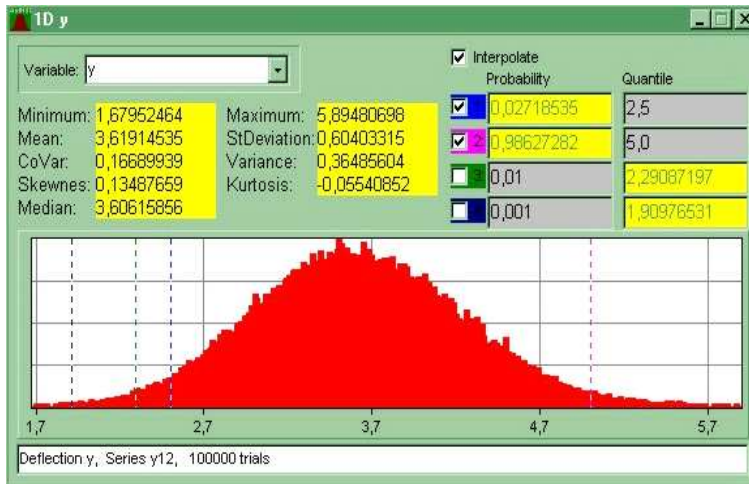 1D y
Variable: y
Interpolate
Probability Quantile
Minimum: 1,67952464 Maximum: 5,89480698
Mean: 3,61914535 StDeviation: 0,60403315
CoVar: 0,16689939 Variance: 0,36485604
Skewnes: 0,13487659 Kurtosis: -0,05540852
Median: 3,60615856
0,02718535 2,5
2 0,98627282 5,0
3 0,01 2,29087197
0,001 1,90976531
1,7 2,7 3,7 4,7 5,7
Deflection y, Series y12, 100000 trials